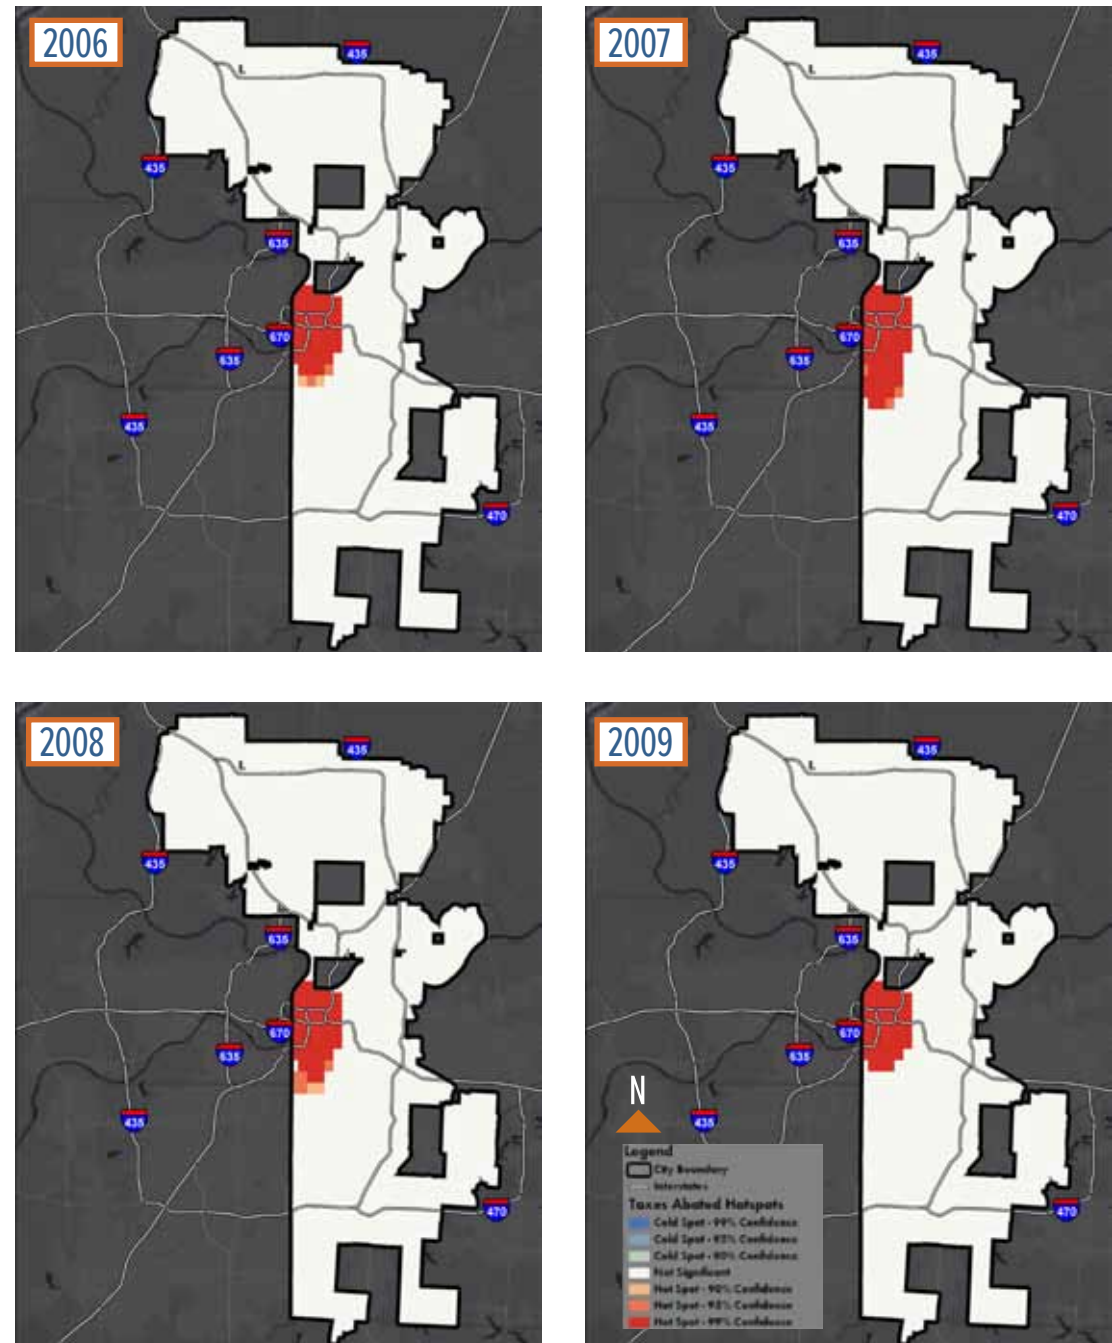 2006
435
L
435
635
670
635
435
470
2007
435
L
435
635
670
635
435
470
2008
435
L
435
635
670
635
435
470
2009
435
L
435
635
670
635
435
470
N
Legend
City Boundary
Interstates
Taxes Abated Hotspots
Cold Spot - 99% Confidence
Cold Spot - 95% Confidence
Cold Spot - 90% Confidence
Not Significant
Hot Spot - 90% Confidence
Hot Spot - 95% Confidence
Hot Spot - 99% Confidence